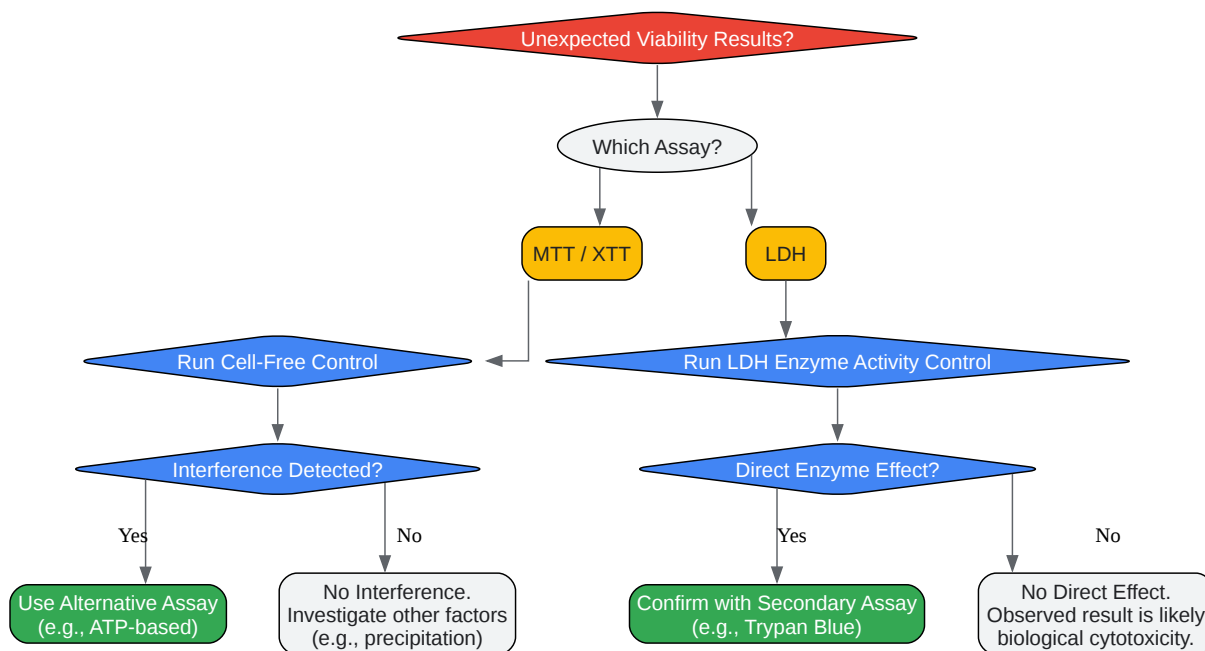 Unexpected Viability Results?
Which Assay?
MTT / XTT
LDH
Run Cell-Free Control
Run LDH Enzyme Activity Control
Interference Detected?
Direct Enzyme Effect?
Yes
No
Yes
No
Use Alternative Assay
(e.g., ATP-based)
No Interference.
Investigate other factors
(e.g., precipitation)
Confirm with Secondary Assay
(e.g., Trypan Blue)
No Direct Effect.
Observed result is likely
biological cytotoxicity.